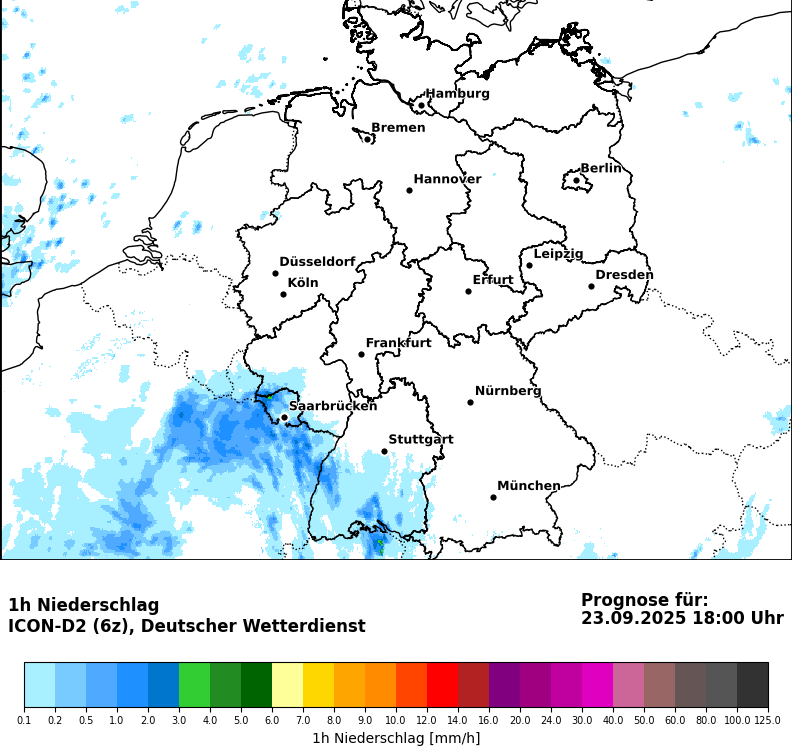 Hamburg
Bremen
Berlin
Hannover
Leipzig
Düsseldorf
Dresden
Köln
Erfurt
Frankfurt
Nürnberg
Saarbrücken
Stuttgart
München
1h Niederschlag
ICON-D2 (6z), Deutscher Wetterdienst
Prognose für:
23.09.2025 18:00 Uhr
0.1 0.2 0.5 1.0 2.0 3.0 4.0 5.0 6.0 7.0 8.0 9.0 10.0 12.0 14.0 16.0 20.0 24.0 30.0 40.0 50.0 60.0 80.0 100.0 125.0
1h Niederschlag [mm/h]